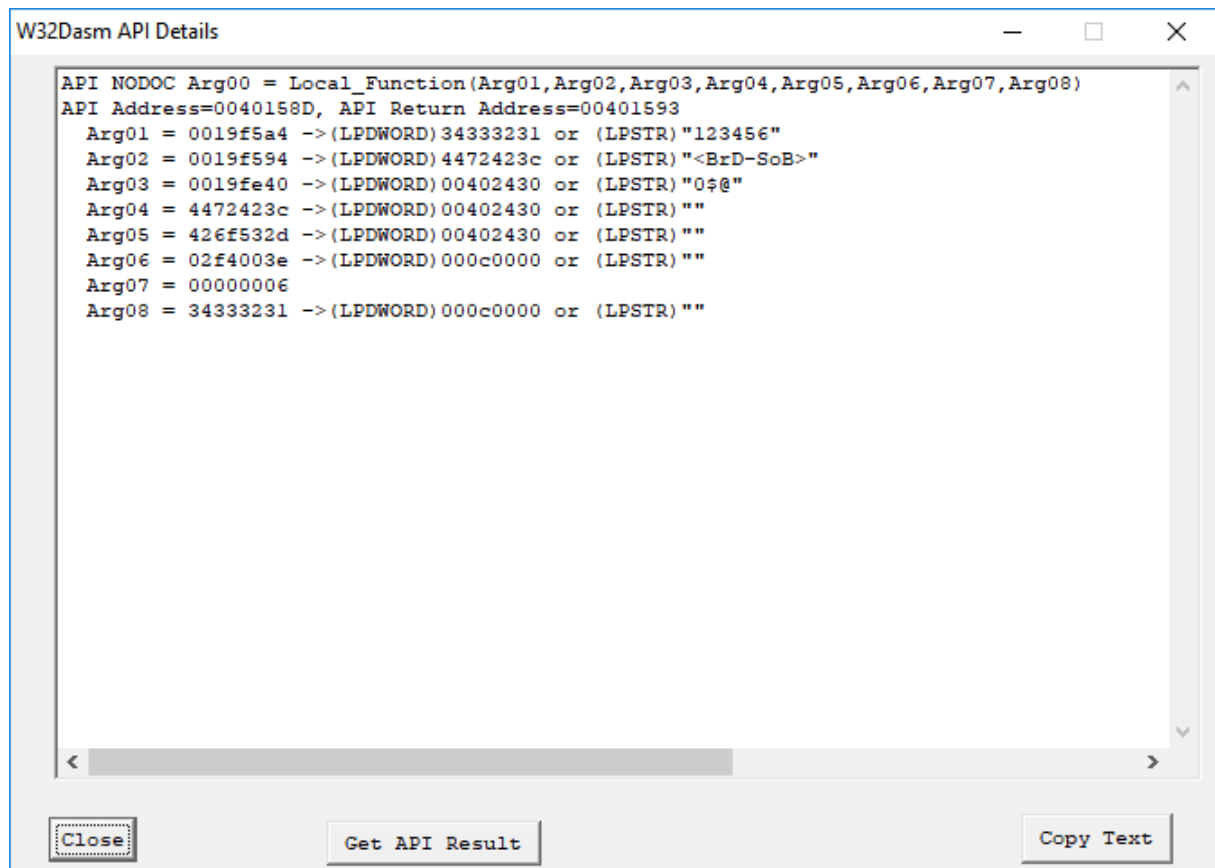 W32Dasm API Details
API NODOC Arg00 = Local_Function(Arg01,Arg02,Arg03,Arg04,Arg05,Arg06,Arg07,Arg08)
API Address=0040158D, API Return Address=00401593
Arg01 = 0019f5a4 ->(LPDWORD)34333231 or (LPSTR)"123456"
Arg02 = 0019f594 ->(LPDWORD)4472423c or (LPSTR)"<BrD-SoB>"
Arg03 = 0019fe40 ->(LPDWORD)00402430 or (LPSTR)"0$@"
Arg04 = 4472423c ->(LPDWORD)00402430 or (LPSTR)""
Arg05 = 426f532d ->(LPDWORD)00402430 or (LPSTR)""
Arg06 = 02f4003e ->(LPDWORD)000c0000 or (LPSTR)""
Arg07 = 00000006
Arg08 = 34333231 ->(LPDWORD)000c0000 or (LPSTR)""
Close
Get API Result
Copy Text